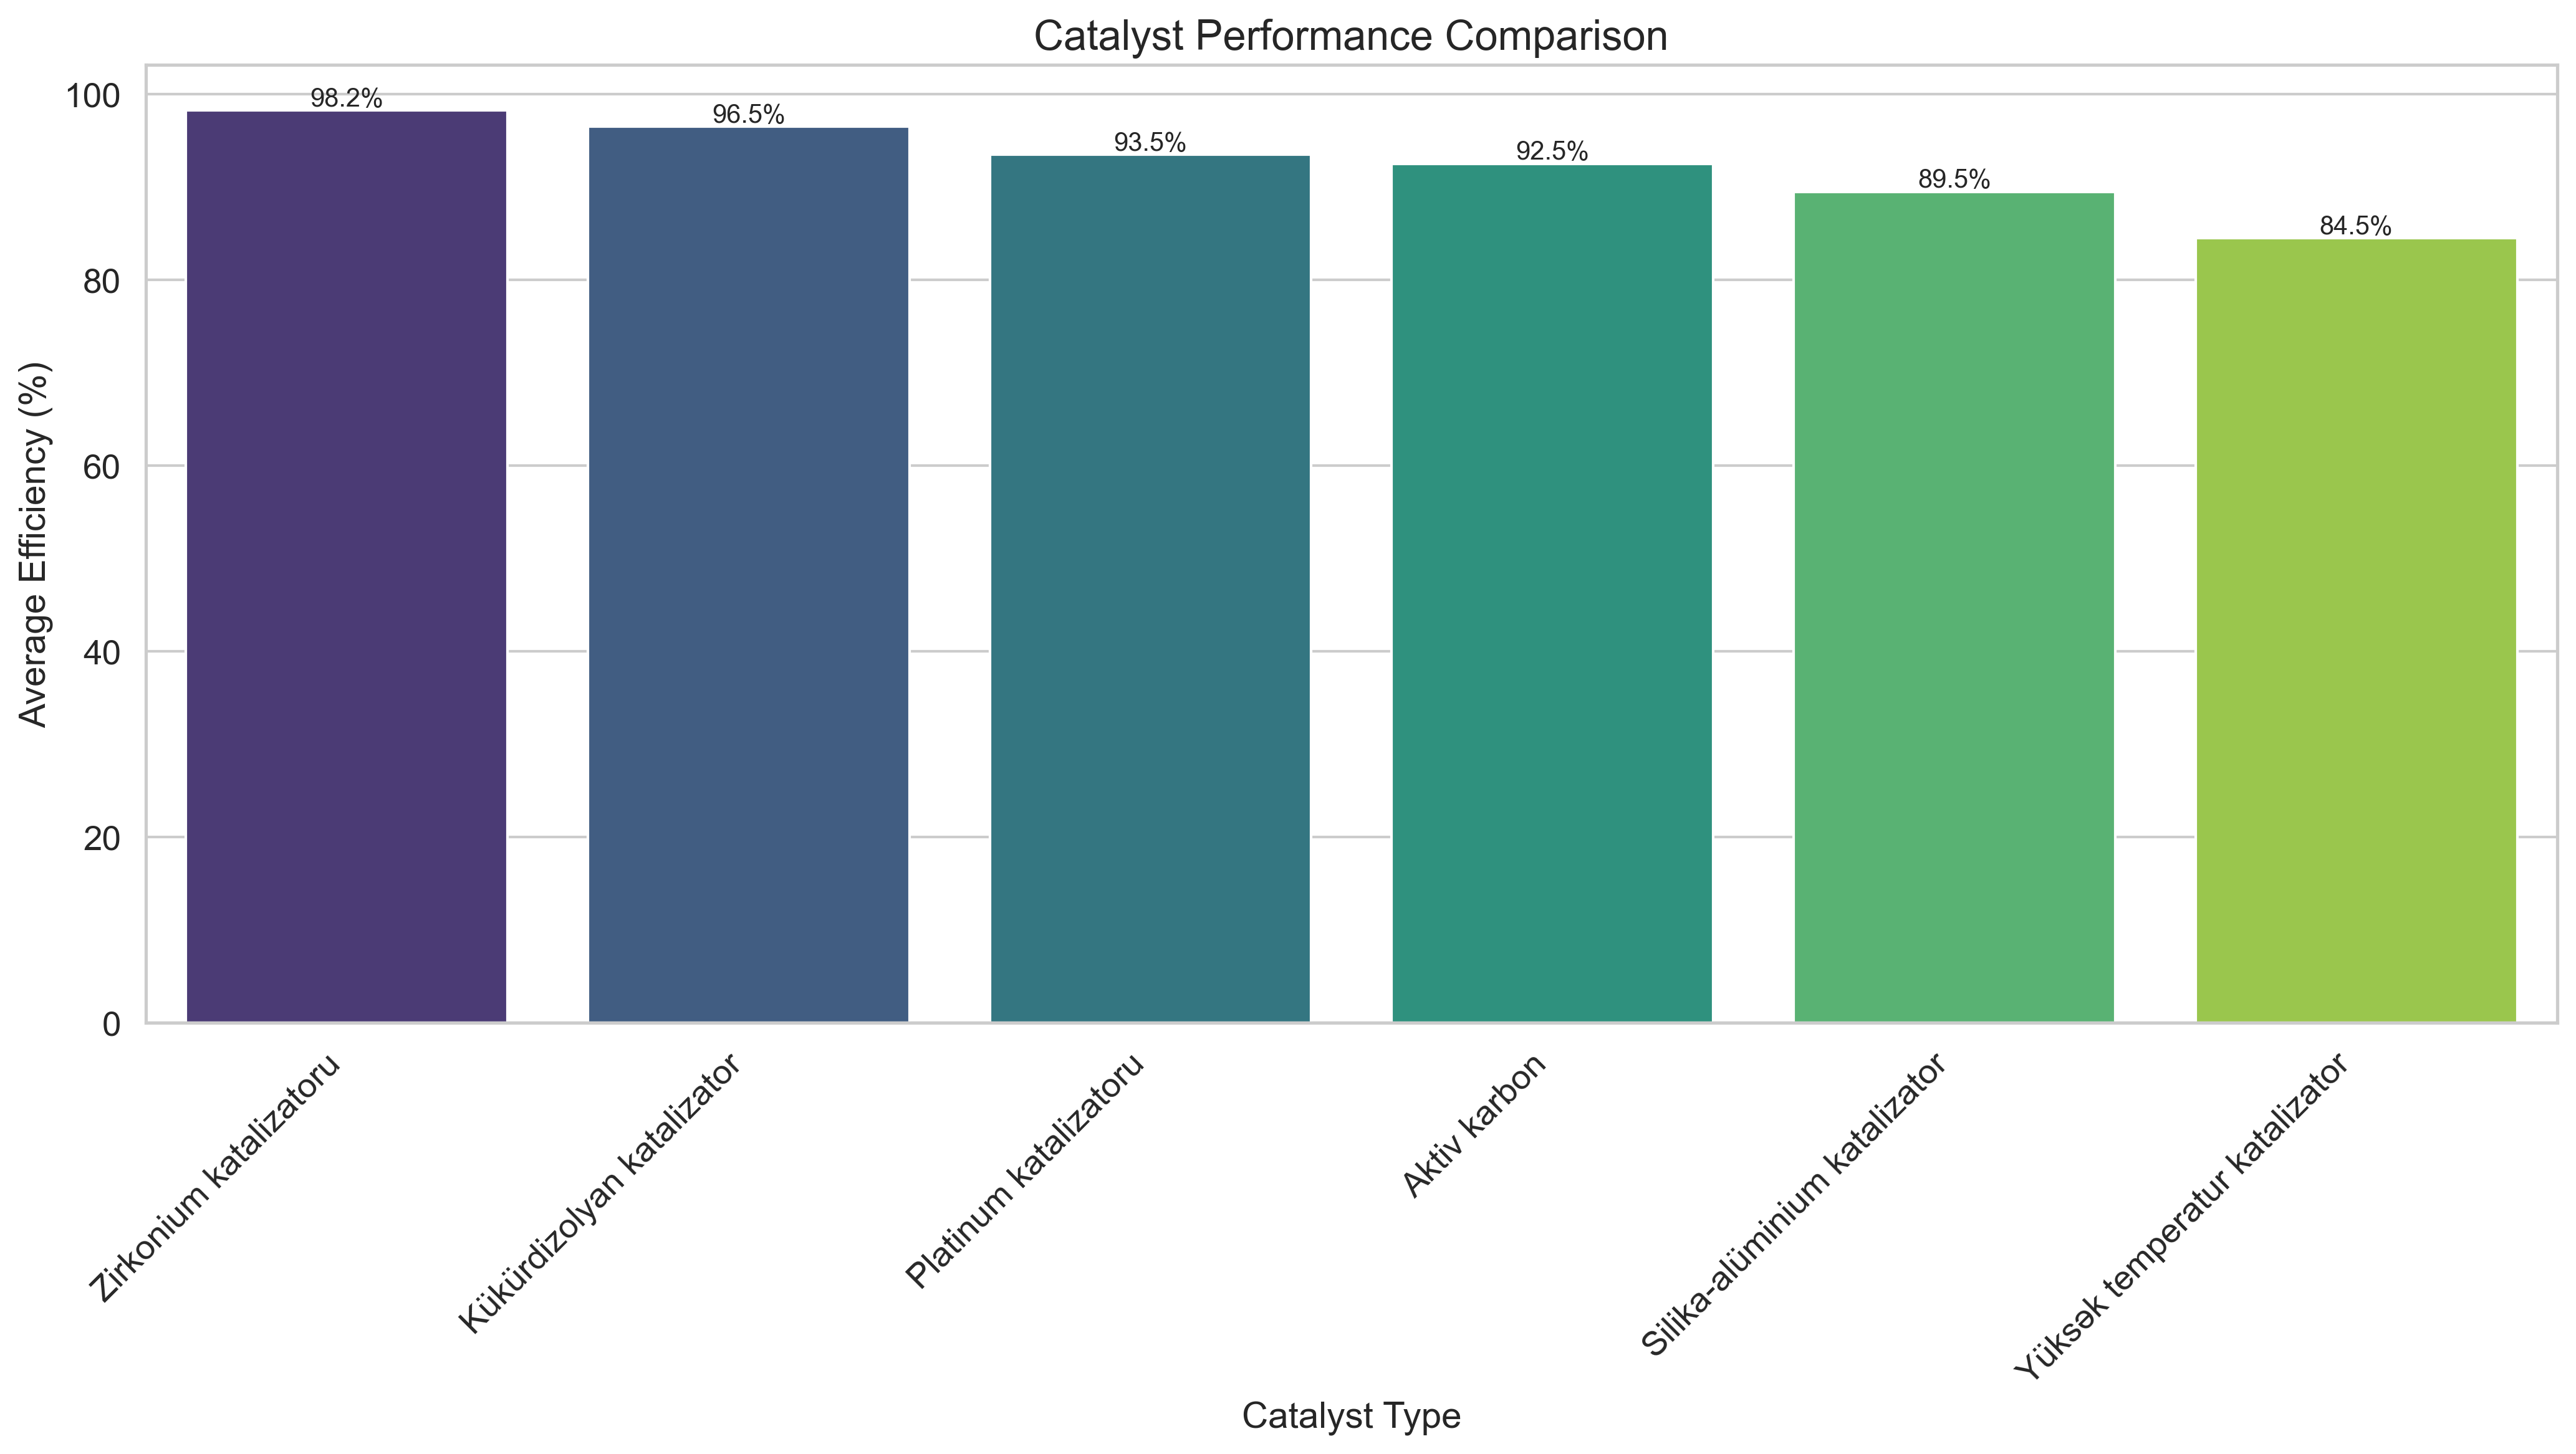 Catalyst Performance Comparison
Average Efficiency (%)
100
80
60
40
20
0
98.2%
96.5%
93.5%
92.5%
89.5%
84.5%
Zirkonium katalizatoru
Kükürdizolyan katalizator
Platinum katalizatoru
Aktiv karbon
Silika-alüminium katalizator
Yüksək temperatur katalizator
Catalyst Type